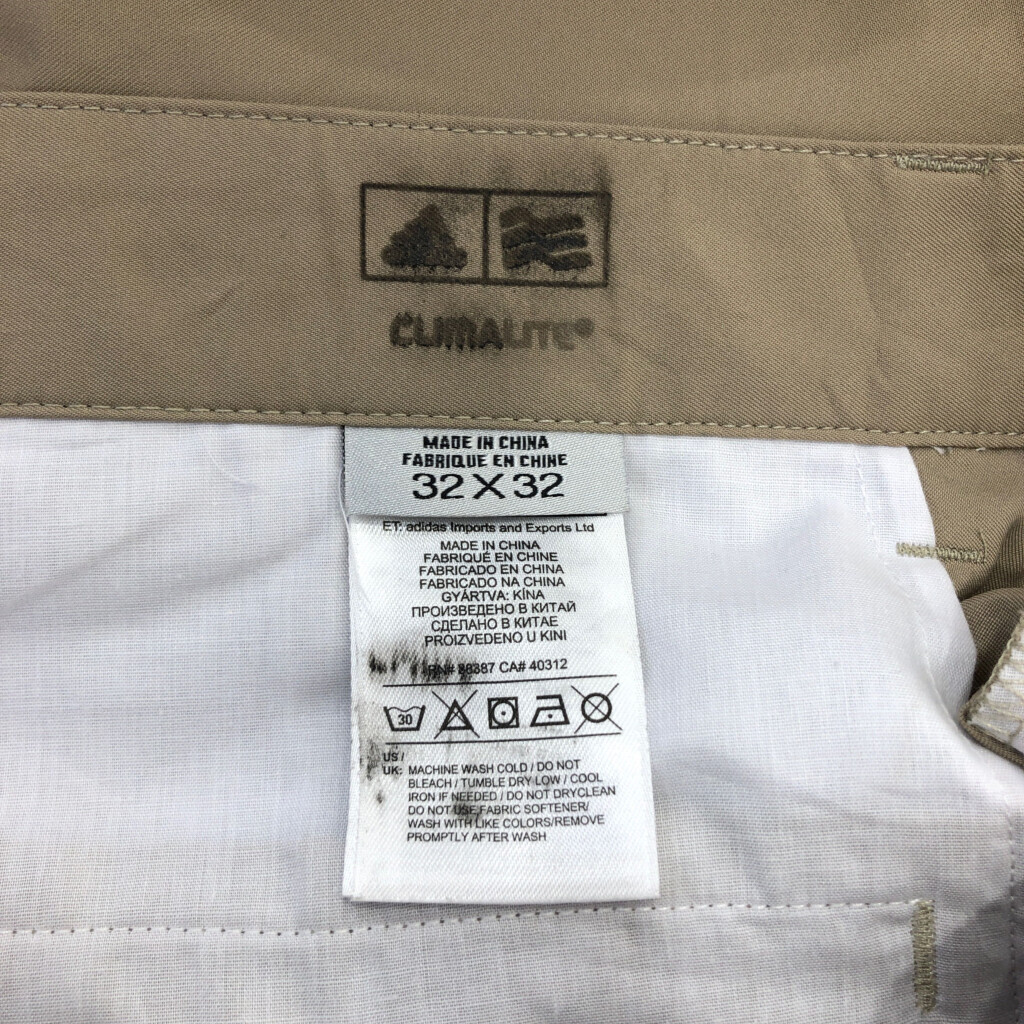 CLIMALITE®
MADE IN CHINA
FABRIQUE EN CHINE
32 X 32
ET: adidas Imports and Exports Ltd
MADE IN CHINA
FABRIQUÉ EN CHINE
FABRICADO EN CHINA
FABRICADO NA CHINA
GYÁRTVA: KÍNA
ПРОИЗВЕДЕНО В КИТАЙ
СДЕЛАНО В КИТАЕ
PROIZVEDENO U KINI
RN# 88387 CA# 40312
30
US /
UK: MACHINE WASH COLD / DO NOT
BLEACH / TUMBLE DRY LOW / COOL
IRON IF NEEDED / DO NOT DRYCLEAN
DO NOT USE FABRIC SOFTENER/
WASH WITH LIKE COLORS/REMOVE
PROMPTLY AFTER WASH